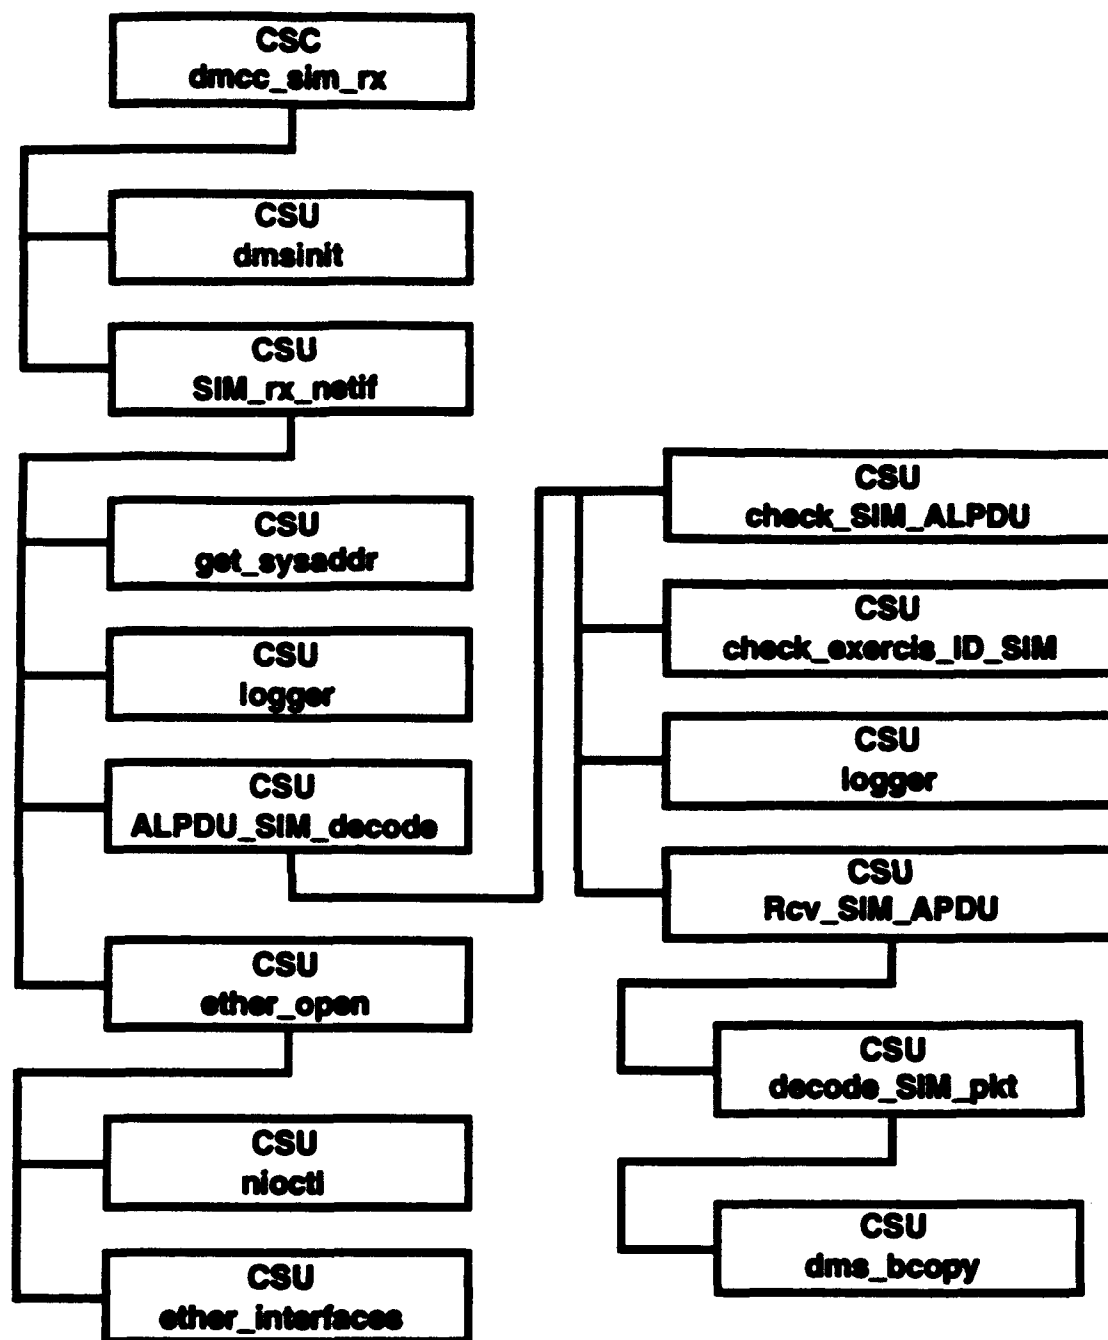 CSC
dmcc_sim_rx
CSU
dmsinit
CSU
SIM_rx_netif
CSU
get_sysaddr
CSU
logger
CSU
ALPDU_SIM_decode
CSU
ether_open
CSU
nioctl
CSU
ether_interfaces
CSU
check_SIM_ALPDU
CSU
check_exercis_ID_SIM
CSU
logger
CSU
Rcv_SIM_APDU
CSU
decode_SIM_pkt
CSU
dms_bcopy